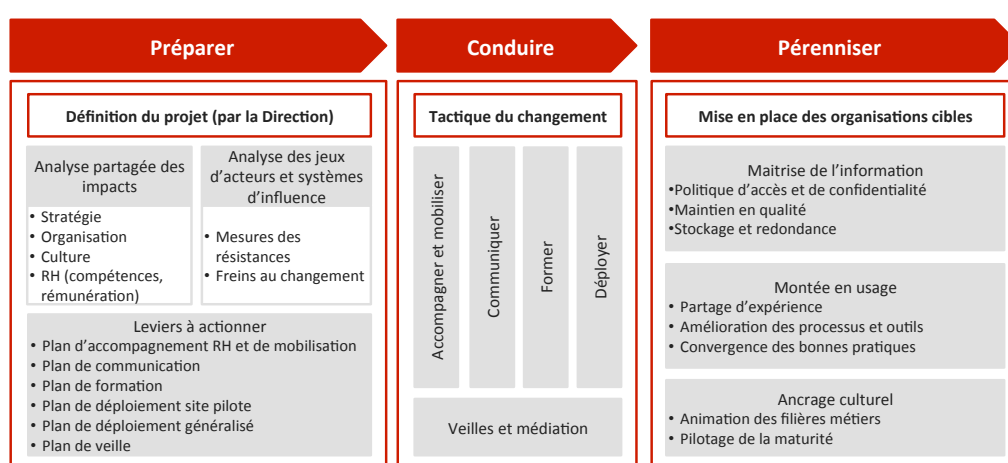 Préparer
Conduire
Pérenniser
Définition du projet (par la Direction)
Analyse partagée des
impacts
• Stratégie
• Organisation
• Culture
• RH (compétences,
rémunération)
Analyse des jeux
d'acteurs et systèmes
d'influence
• Mesures des
résistances
• Freins au changement
Leviers à actionner
• Plan d'accompagnement RH et de mobilisation
• Plan de communication
• Plan de formation
• Plan de déploiement site pilote
• Plan de déploiement généralisé
• Plan de veille
Tactique du changement
Accompagner et mobiliser
Communiquer
Former
Déployer
Veilles et médiation
Mise en place des organisations cibles
Maitrise de l'information
•Politique d'accès et de confidentialité
•Maintien en qualité
•Stockage et redondance
Montée en usage
• Partage d'expérience
• Amélioration des processus et outils
• Convergence des bonnes pratiques
Ancrage culturel
• Animation des filières métiers
• Pilotage de la maturité